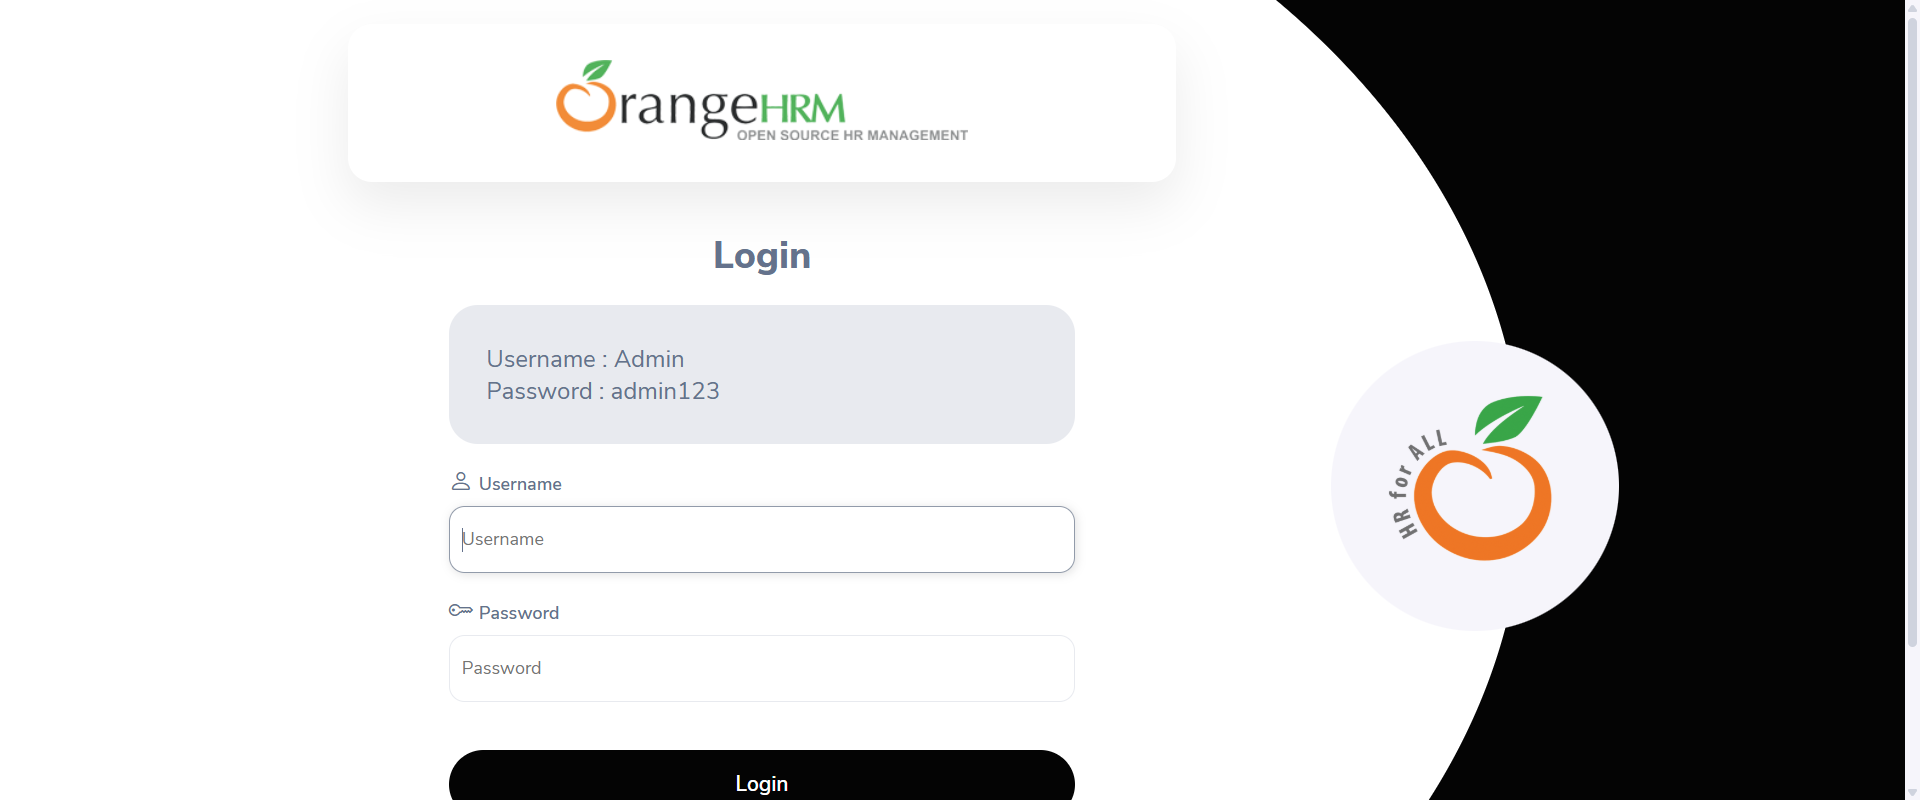 OrangeHRM
OPEN SOURCE HR MANAGEMENT
Login
Username : Admin
Password : admin123
Username
Username
Password
Password
Login
HR for ALL